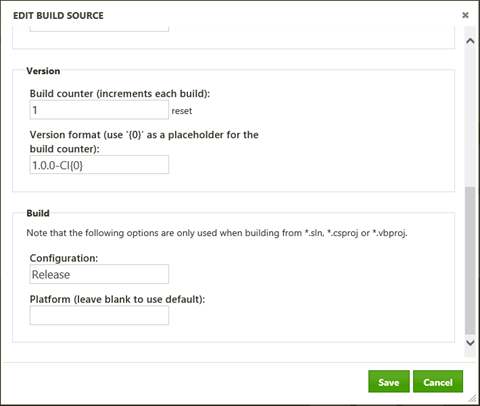 EDIT BUILD SOURCE
Version
Build counter (increments each build):
1 reset
Version format (use '{0}' as a placeholder for the
build counter):
1.0.0-CI{0}
Build
Note that the following options are only used when building from *.sln, *.csproj or *.vbproj.
Configuration:
Release
Platform (leave blank to use default):
Save Cancel